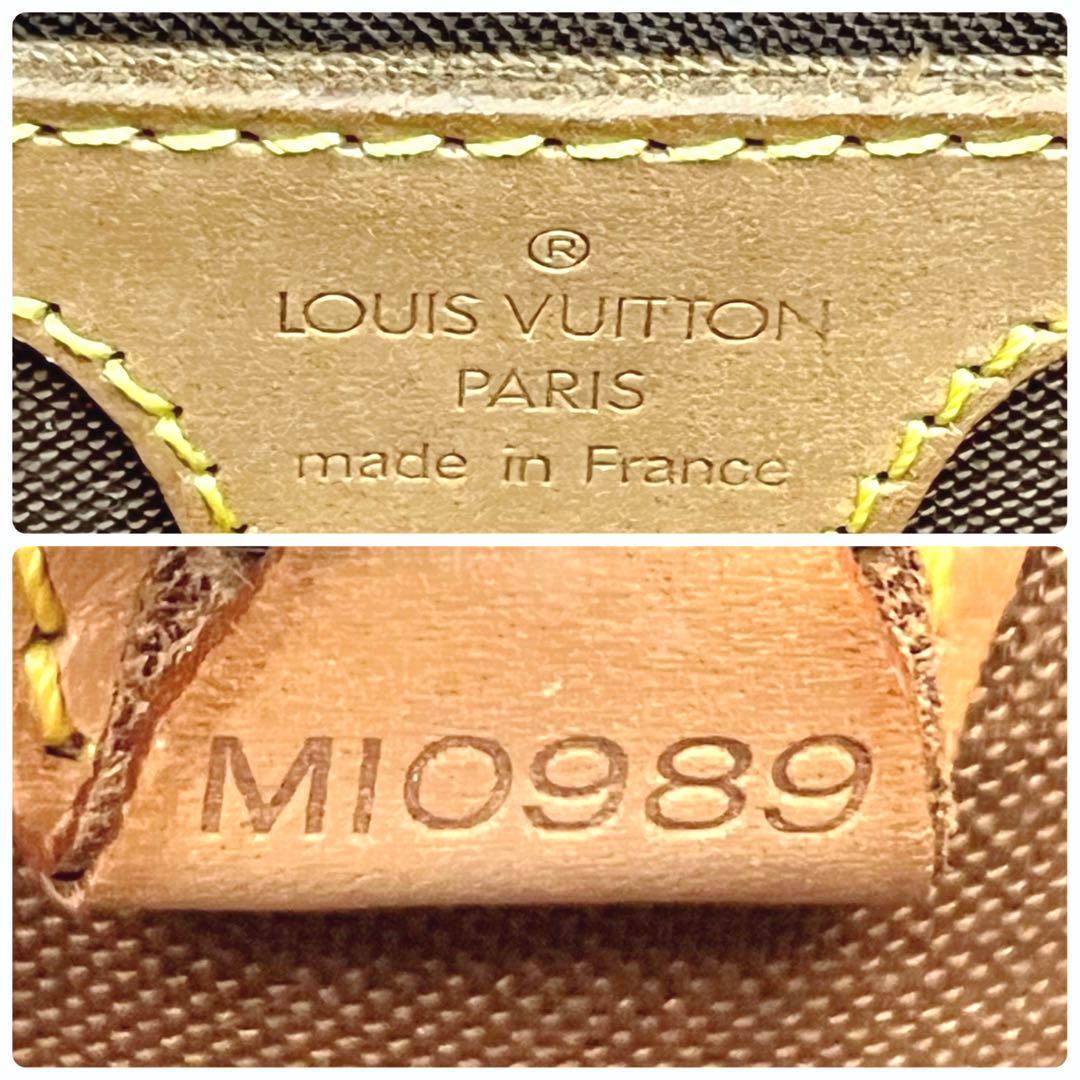 ®
LOUIS VUITTON
PARIS
made in France
MI0989